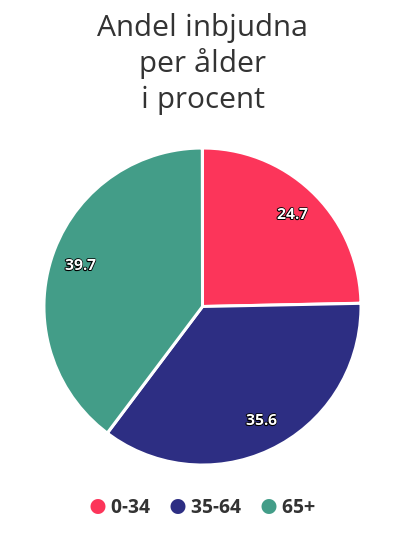 Andel inbjudna
per ålder
i procent
24.7
39.7
35.6
0-34 35-64 65+